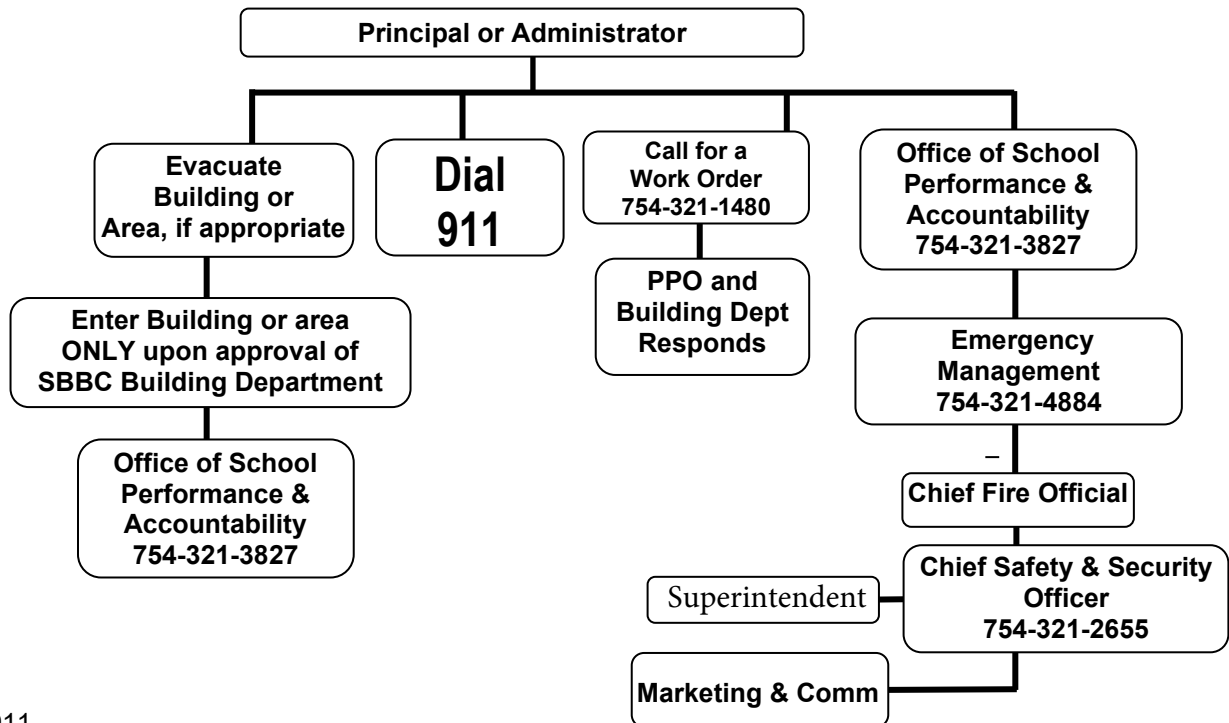 Principal or Administrator
Evacuate
Building or
Area, if appropriate
Dial
911
Call for a
Work Order
754-321-1480
Office of School
Performance &
Accountability
754-321-3827
Enter Building or area
ONLY upon approval of
SBBC Building Department
PPO and
Building Dept
Responds
Emergency
Management
754-321-4884
Office of School
Performance &
Accountability
754-321-3827
–
Chief Fire Official
Chief Safety & Security
Officer
754-321-2655
Superintendent
Marketing & Comm